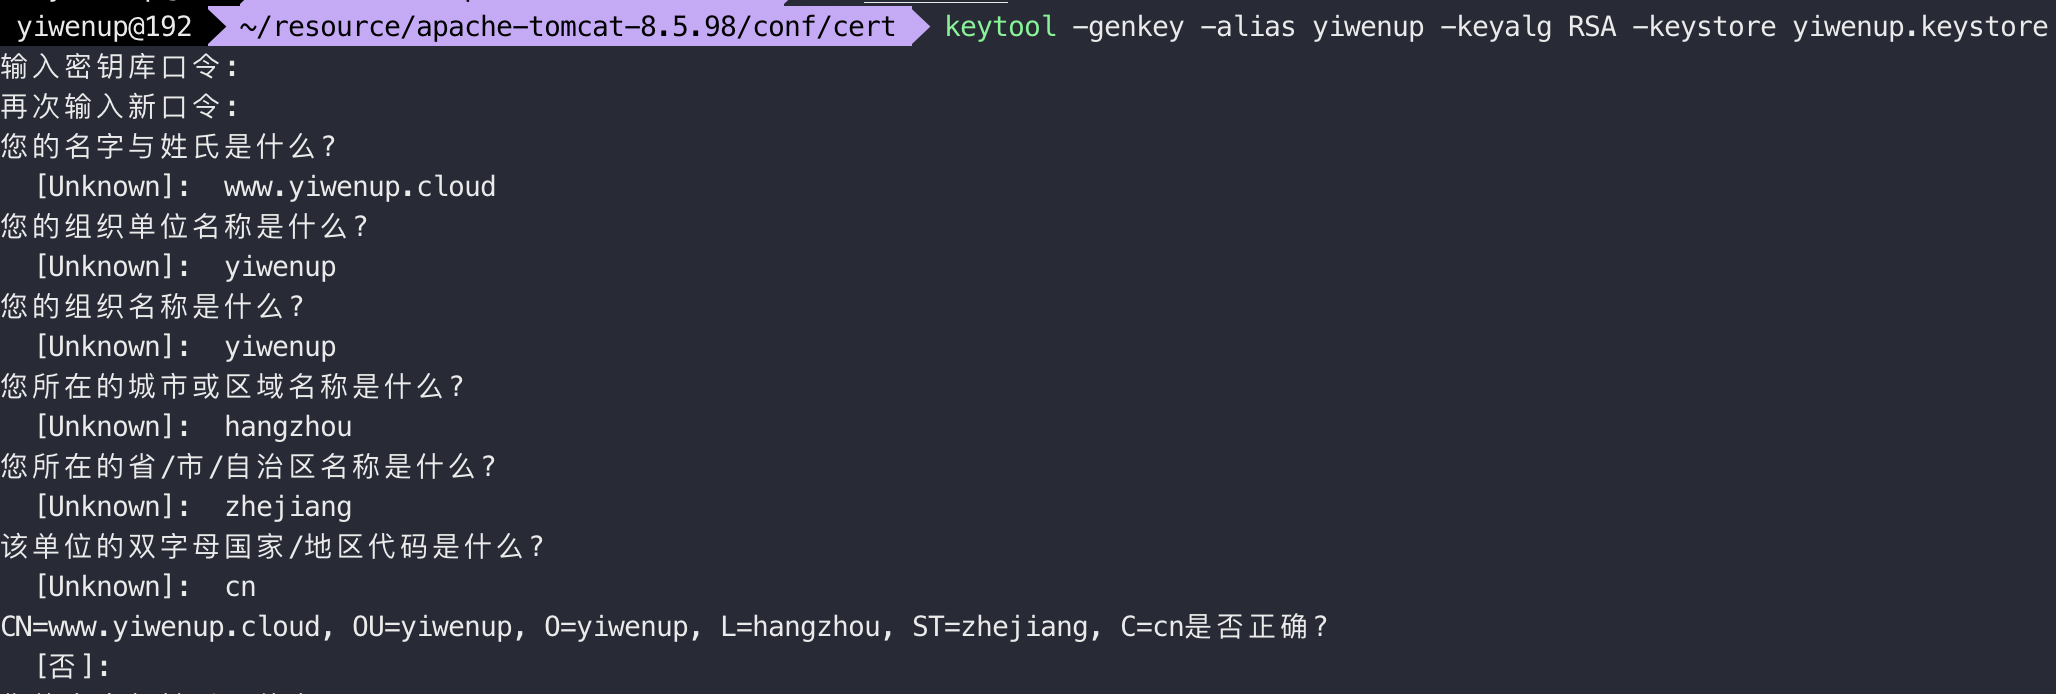 yiwenup@192 ~/resource/apache-tomcat-8.5.98/conf/cert keytool -genkey -alias yiwenup -keyalg RSA -keystore yiwenup.keystore
输入密钥库口令:
再次输入新口令:
您的名字与姓氏是什么?
[Unknown]: www.yiwenup.cloud
您的组织单位名称是什么?
[Unknown]: yiwenup
您的组织名称是什么?
[Unknown]: yiwenup
您所在的城市或区域名称是什么?
[Unknown]: hangzhou
您所在的省/市/自治区名称是什么?
[Unknown]: zhejiang
该单位的双字母国家/地区代码是什么?
[Unknown]: cn
CN=www.yiwenup.cloud, OU=yiwenup, O=yiwenup, L=hangzhou, ST=zhejiang, C=cn是否正确?
[否]: